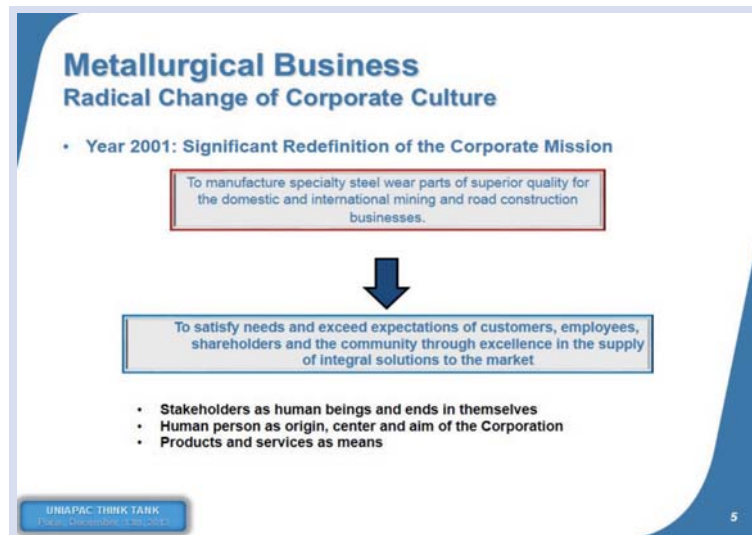 Metallurgical Business
Radical Change of Corporate Culture
• Year 2001: Significant Redefinition of the Corporate Mission
To manufacture specialty steel wear parts of superior quality for
the domestic and international mining and road construction
businesses.
To satisfy needs and exceed expectations of customers, employees,
shareholders and the community through excellence in the supply
of integral solutions to the market
• Stakeholders as human beings and ends in themselves
• Human person as origin, center and aim of the Corporation
• Products and services as means
UNIAPAC THINK TANK
December
5